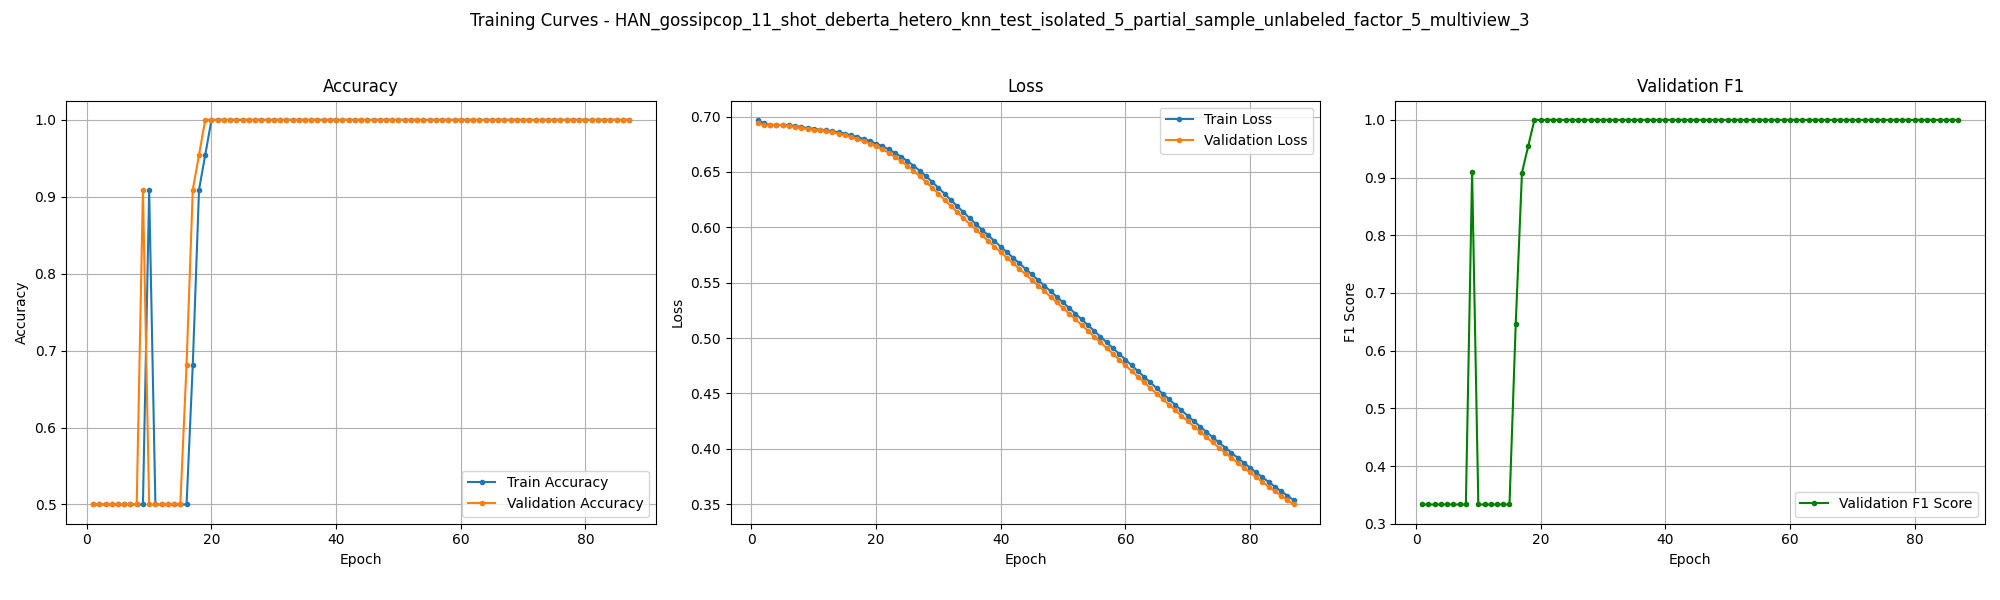 Training Curves - HAN_gossipcop_11_shot_deberta_hetero_knn_test_isolated_5_partial_sample_unlabeled_factor_5_multiview_3
Accuracy
Accuracy
1.0
0.9
0.8
0.7
0.6
0.5
0 20 40 60 80
Epoch
Train Accuracy
Validation Accuracy
Loss
Loss
0.70
0.65
0.60
0.55
0.50
0.45
0.40
0.35
0 20 40 60 80
Epoch
Train Loss
Validation Loss
Validation F1
F1 Score
1.0
0.9
0.8
0.7
0.6
0.5
0.4
0.3
0 20 40 60 80
Epoch
Validation F1 Score